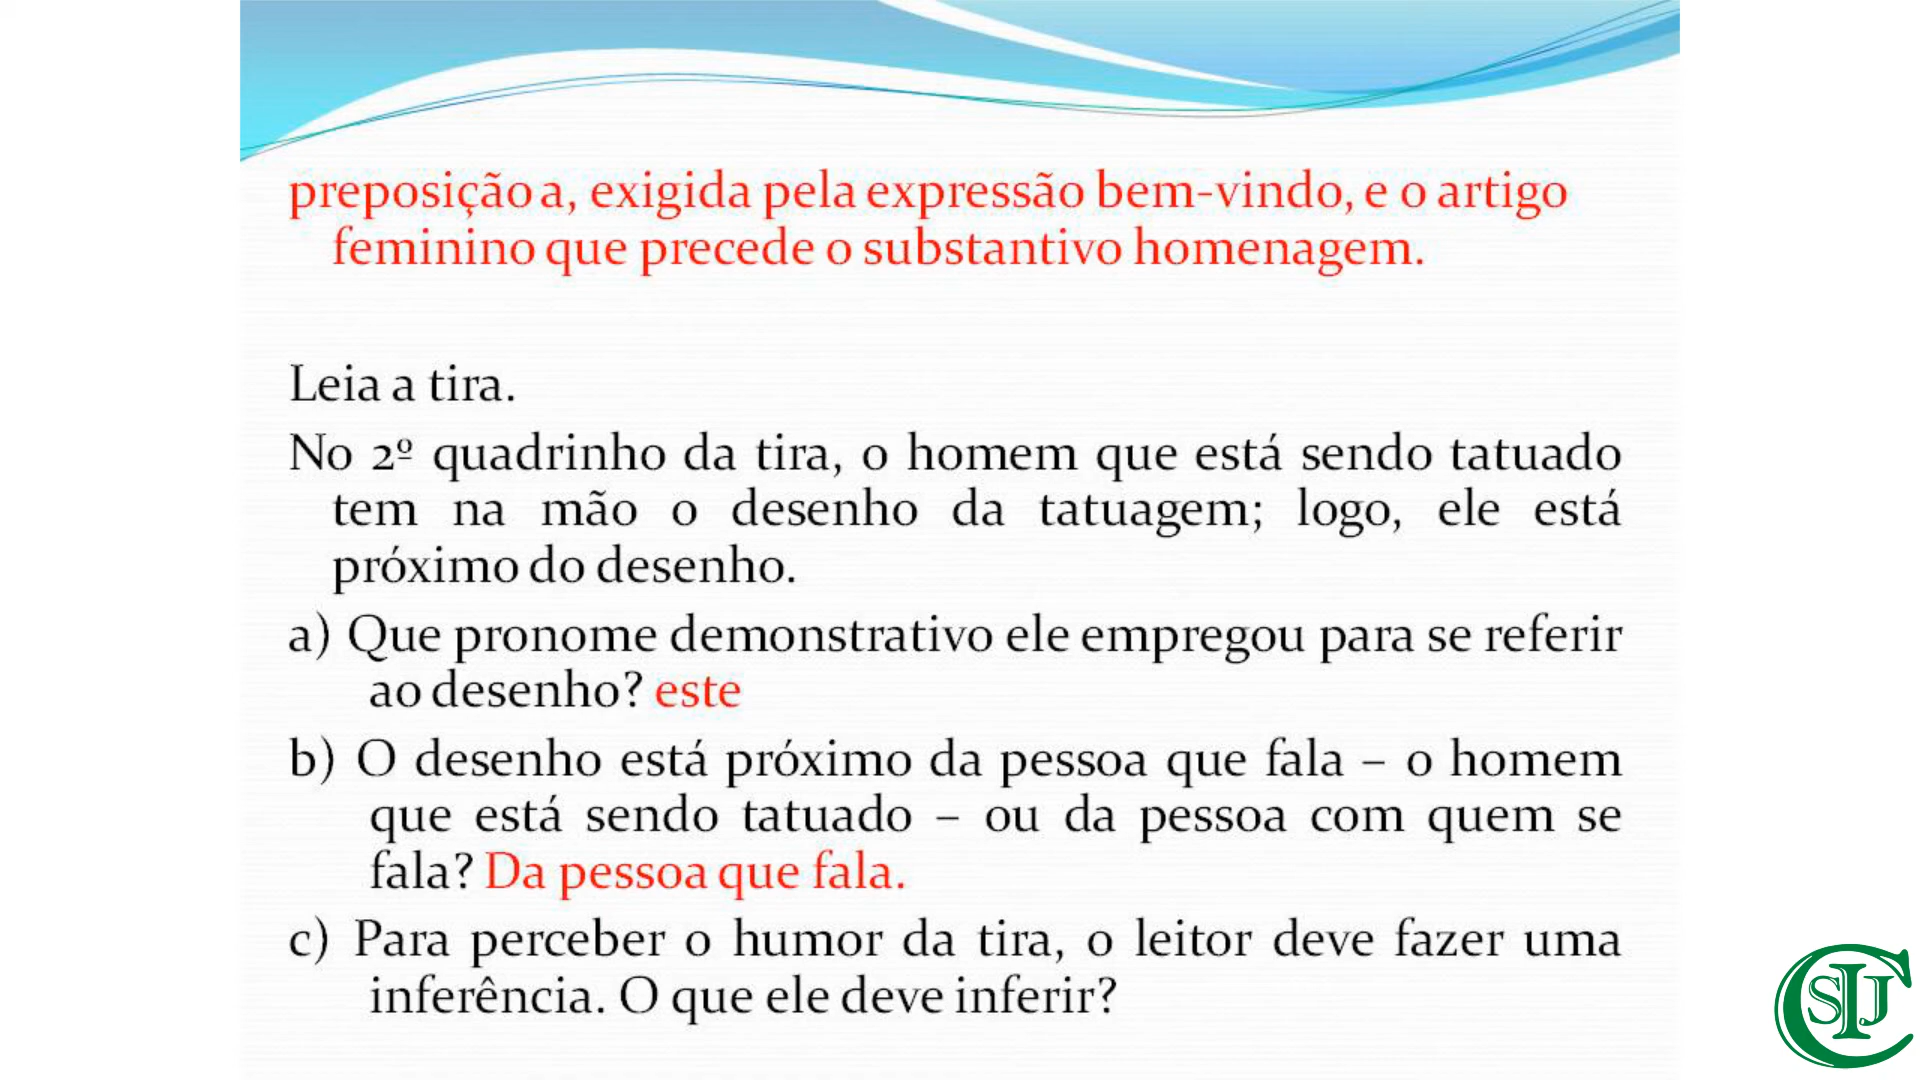 preposição a, exigida pela expressão bem-vindo, e o artigo
feminino que precede o substantivo homenagem.
Leia a tira.
No 2º quadrinho da tira, o homem que está sendo tatuado
tem na mão o desenho da tatuagem; logo, ele está
próximo do desenho.
a) Que pronome demonstrativo ele empregou para se referir
ao desenho? este
b) O desenho está próximo da pessoa que fala – o homem
que está sendo tatuado – ou da pessoa com quem se
fala? Da pessoa que fala.
c) Para perceber o humor da tira, o leitor deve fazer uma
inferência. O que ele deve inferir?
CSIJ